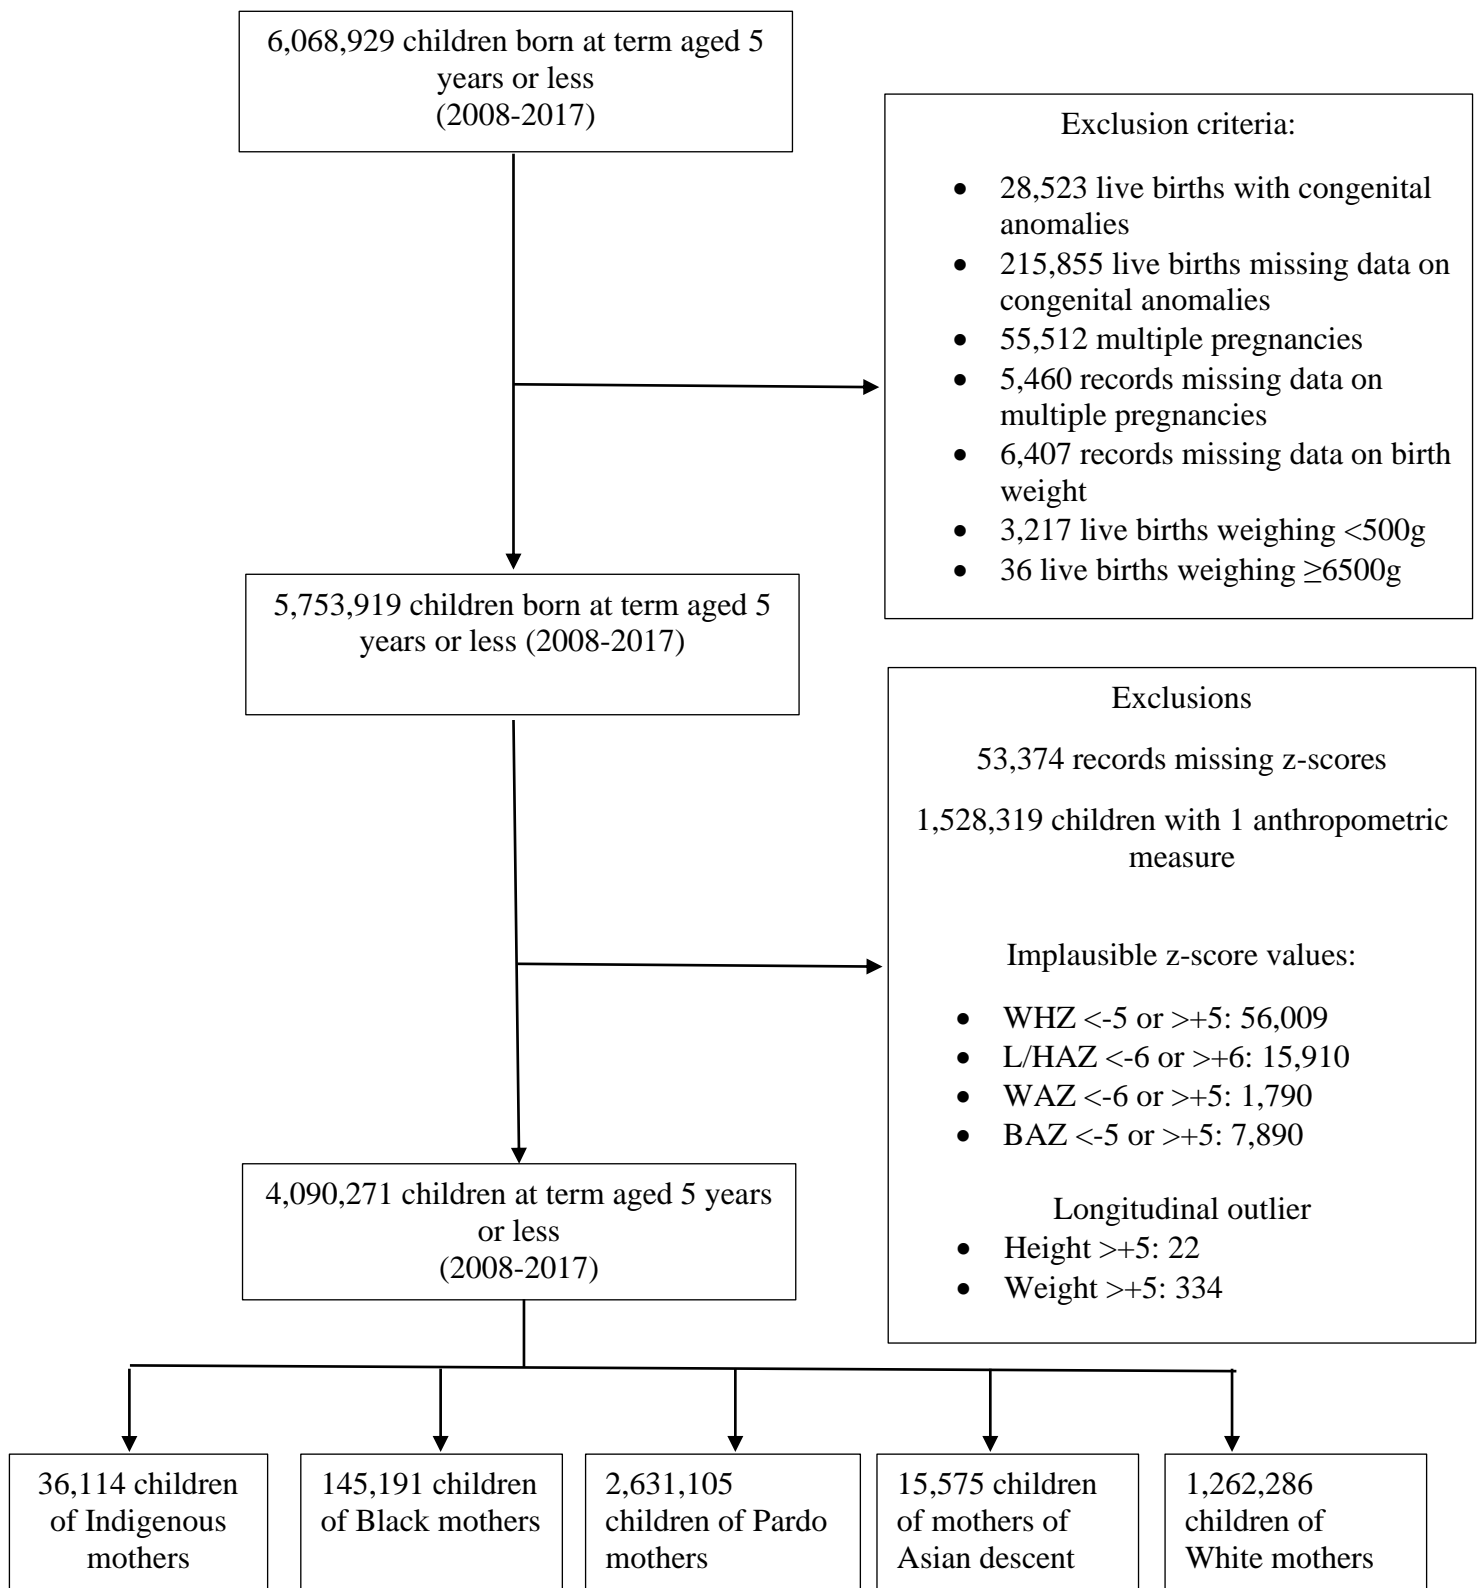 6,068,929 children born at term aged 5
years or less
(2008-2017)
Exclusion criteria:
• 28,523 live births with congenital
anomalies
• 215,855 live births missing data on
congenital anomalies
• 55,512 multiple pregnancies
• 5,460 records missing data on
multiple pregnancies
• 6,407 records missing data on birth
weight
• 3,217 live births weighing <500g
• 36 live births weighing ≥6500g
5,753,919 children born at term aged 5
years or less (2008-2017)
Exclusions
53,374 records missing z-scores
1,528,319 children with 1 anthropometric
measure
Implausible z-score values:
• WHZ <-5 or >+5: 56,009
• L/HAZ <-6 or >+6: 15,910
• WAZ <-6 or >+5: 1,790
• BAZ <-5 or >+5: 7,890
Longitudinal outlier
• Height >+5: 22
• Weight >+5: 334
4,090,271 children at term aged 5 years
or less
(2008-2017)
36,114 children
of Indigenous
mothers
145,191 children
of Black mothers
2,631,105
children of Pardo
mothers
15,575 children
of mothers of
Asian descent
1,262,286
children of
White mothers